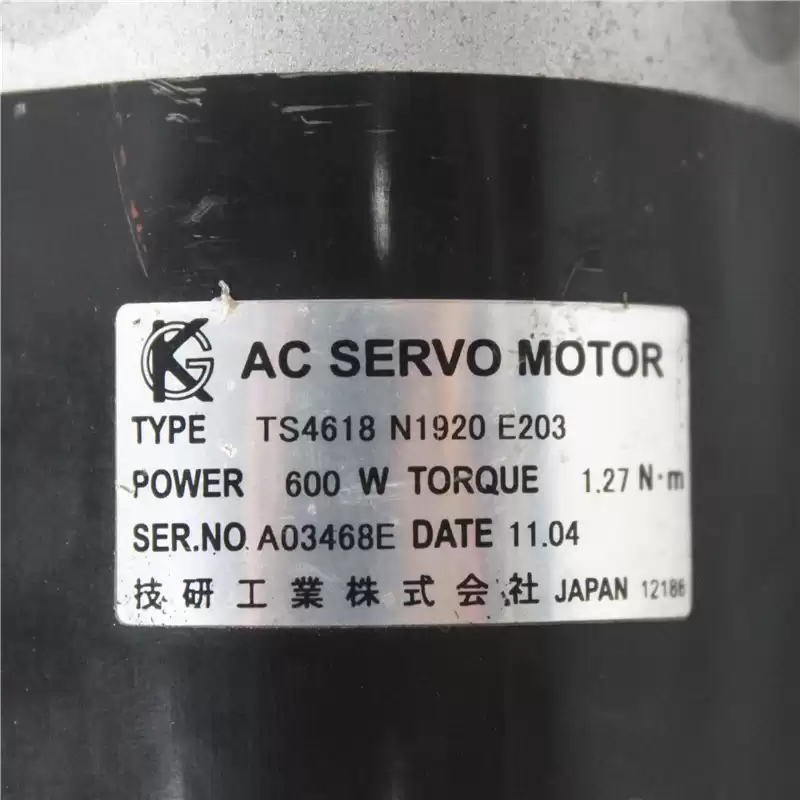 KG AC SERVO MOTOR
TYPE TS4618 N1920 E203
POWER 600 W TORQUE 1.27 N·m
SER.NO A03468E DATE 11.04
技研工業株式会社 JAPAN